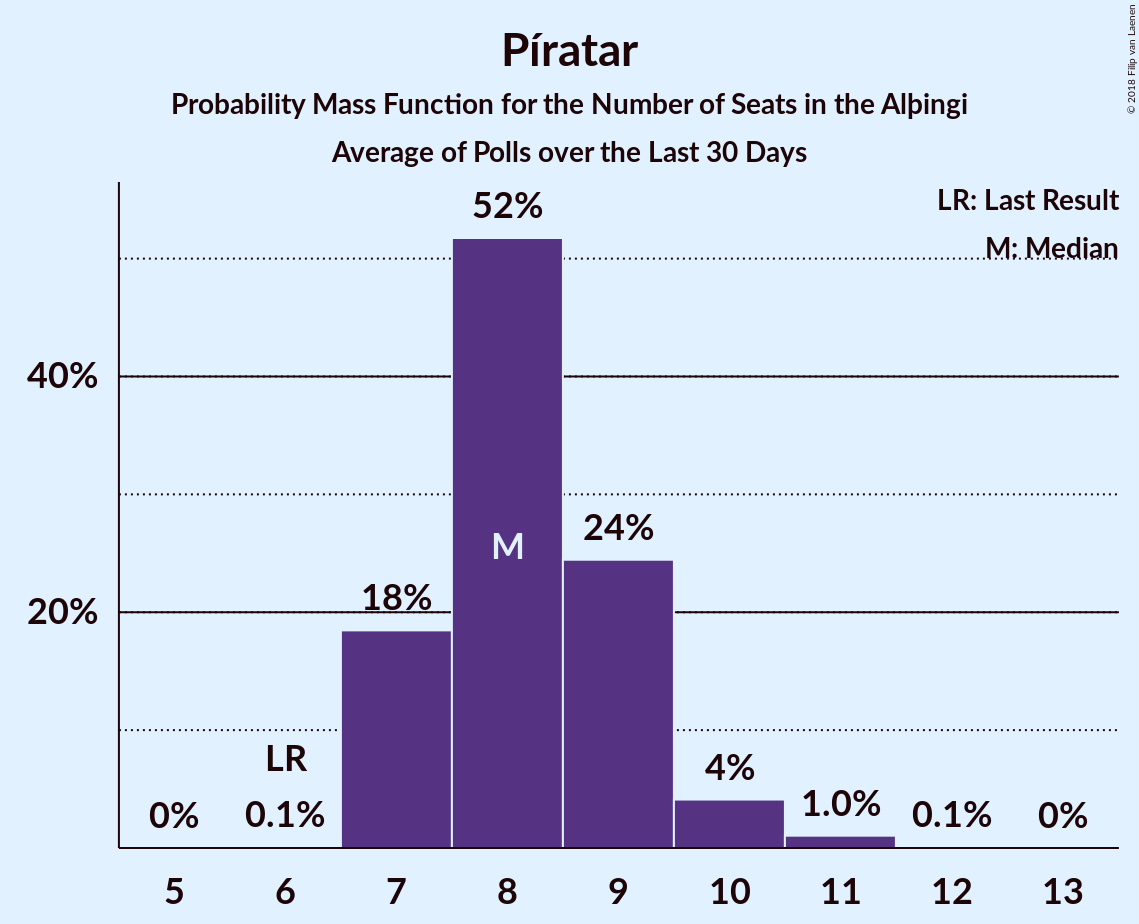 Píratar
Probability Mass Function for the Number of Seats in the Alþingi
Average of Polls over the Last 30 Days
© 2018 Filip van Laenen
LR: Last Result
M: Median
52%
40%
24%
M
18%
20%
LR
4%
0%
0.1%
1.0%
0.1%
0%
5 6 7 8 9 10 11 12 13